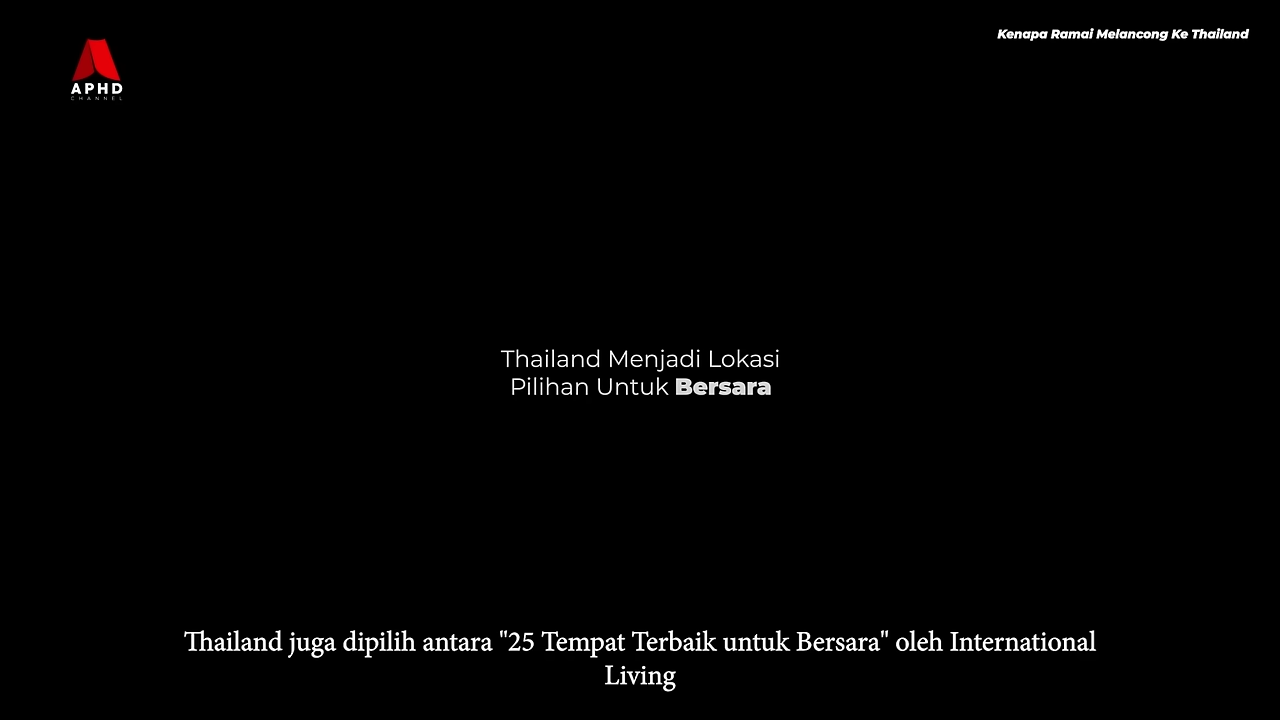 Kenapa Ramai Melancong Ke Thailand
APHD
CHANNEL
Thailand Menjadi Lokasi
Pilihan Untuk Bersara
Thailand juga dipilih antara "25 Tempat Terbaik untuk Bersara" oleh International
Living